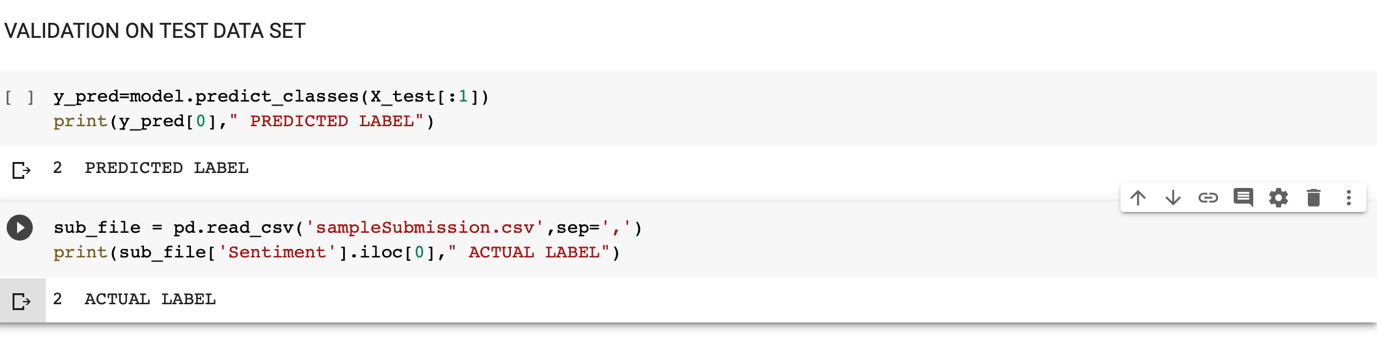 VALIDATION ON TEST DATA SET
[ ] y_pred=model.predict_classes(X_test[:1])
print(y_pred[0]," PREDICTED LABEL")
2  PREDICTED LABEL
sub_file = pd.read_csv('sampleSubmission.csv',sep=',')
print(sub_file['Sentiment'].iloc[0]," ACTUAL LABEL")
2  ACTUAL LABEL